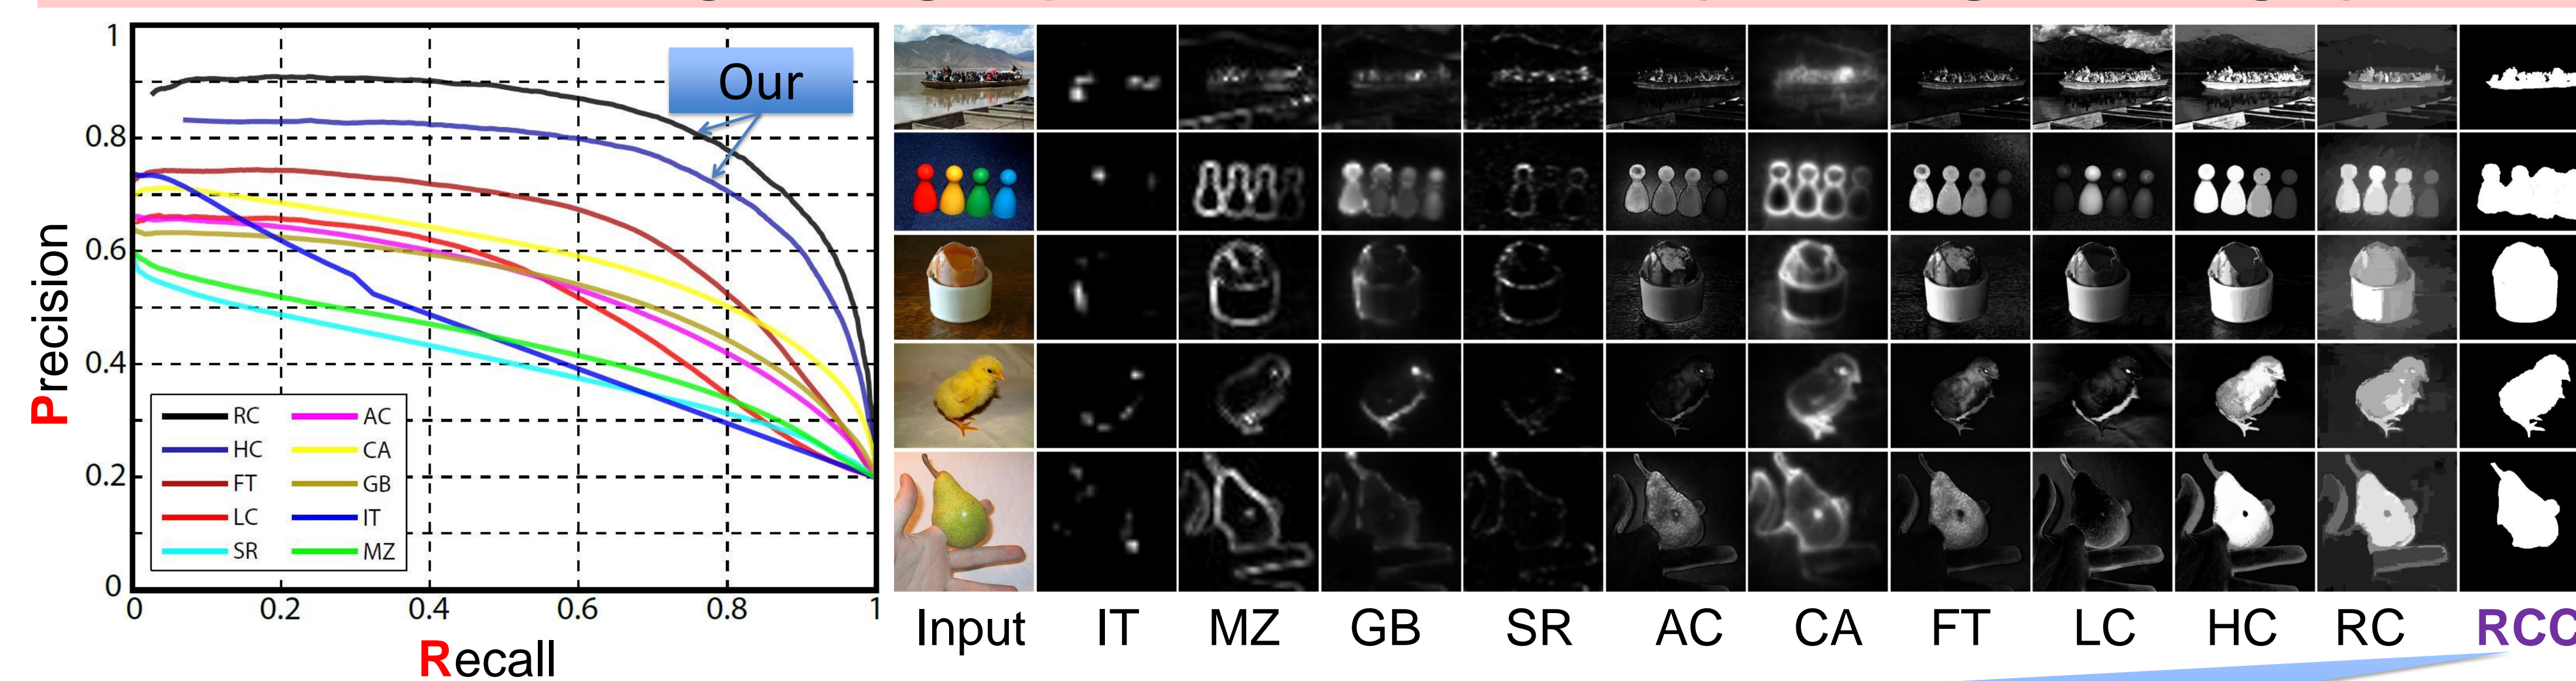 1
0.8
0.6
0.4
0.2
0
Precision
Our
RC
HC
FT
LC
SR
AC
CA
GB
IT
MZ
0 0.2 0.4 0.6 0.8 1
Recall
Input IT MZ GB SR AC CA FT LC HC RC RCC